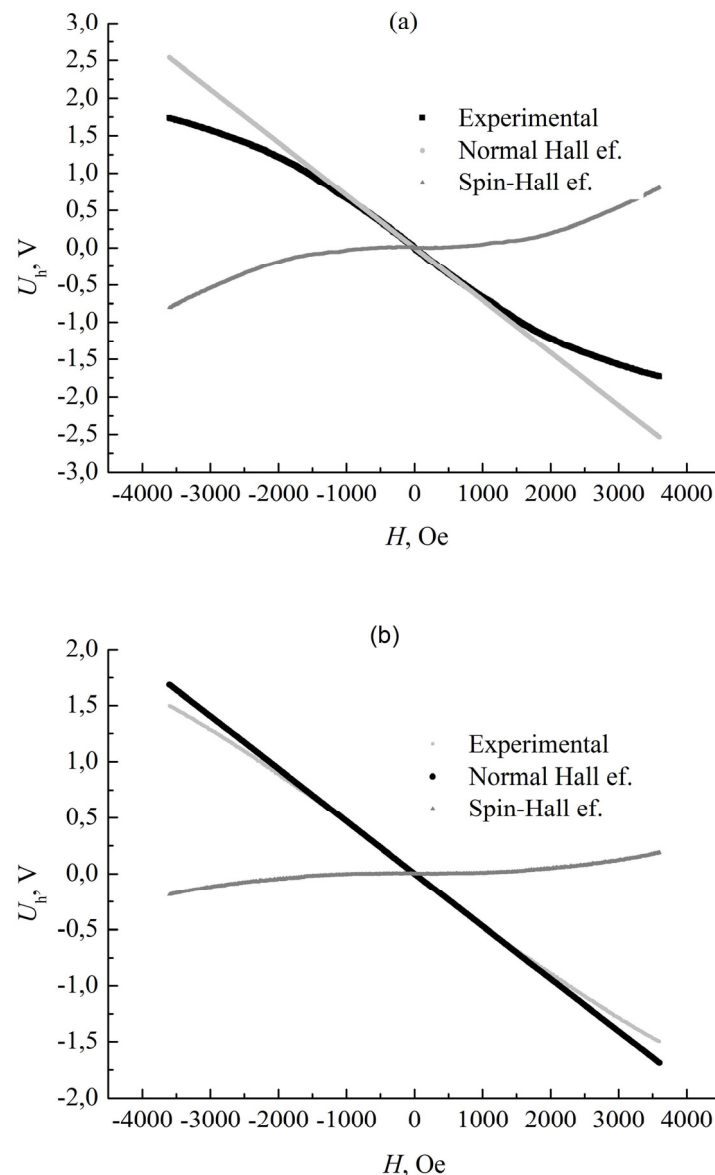 (a)
3,0
2,5
2,0
1,5
1,0
0,5
0,0
-0,5
-1,0
-1,5
-2,0
-2,5
-3,0
Uh, V
Experimental
Normal Hall ef.
Spin-Hall ef.
-4000 -3000 -2000 -1000 0 1000 2000 3000 4000
H, Oe
(b)
2,0
1,5
1,0
0,5
0,0
-0,5
-1,0
-1,5
-2,0
Uh, V
Experimental
Normal Hall ef.
Spin-Hall ef.
-4000 -3000 -2000 -1000 0 1000 2000 3000 4000
H, Oe